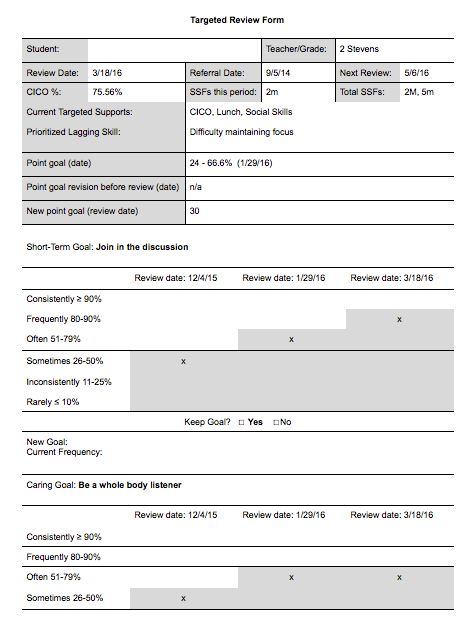 Targeted Review Form
Student: Teacher/Grade: 2 Stevens
Review Date: 3/18/16 Referral Date: 9/5/14 Next Review: 5/6/16
CICO %: 75.56% SSFs this period: 2m Total SSFs: 2M, 5m
Current Targeted Supports: CICO, Lunch, Social Skills
Prioritized Lagging Skill: Difficulty maintaining focus
Point goal (date) 24 - 66.6% (1/29/16)
Point goal revision before review (date) n/a
New point goal (review date) 30
Short-Term Goal: Join in the discussion
Review date: 12/4/15 Review date: 1/29/16 Review date: 3/18/16
Consistently ≥ 90%
Frequently 80-90% x
Often 51-79% x
Sometimes 26-50% x
Inconsistently 11-25%
Rarely ≤ 10%
Keep Goal? □ Yes □No
New Goal:
Current Frequency:
Caring Goal: Be a whole body listener
Review date: 12/4/15 Review date: 1/29/16 Review date: 3/18/16
Consistently ≥ 90%
Frequently 80-90%
Often 51-79% x x
Sometimes 26-50% x